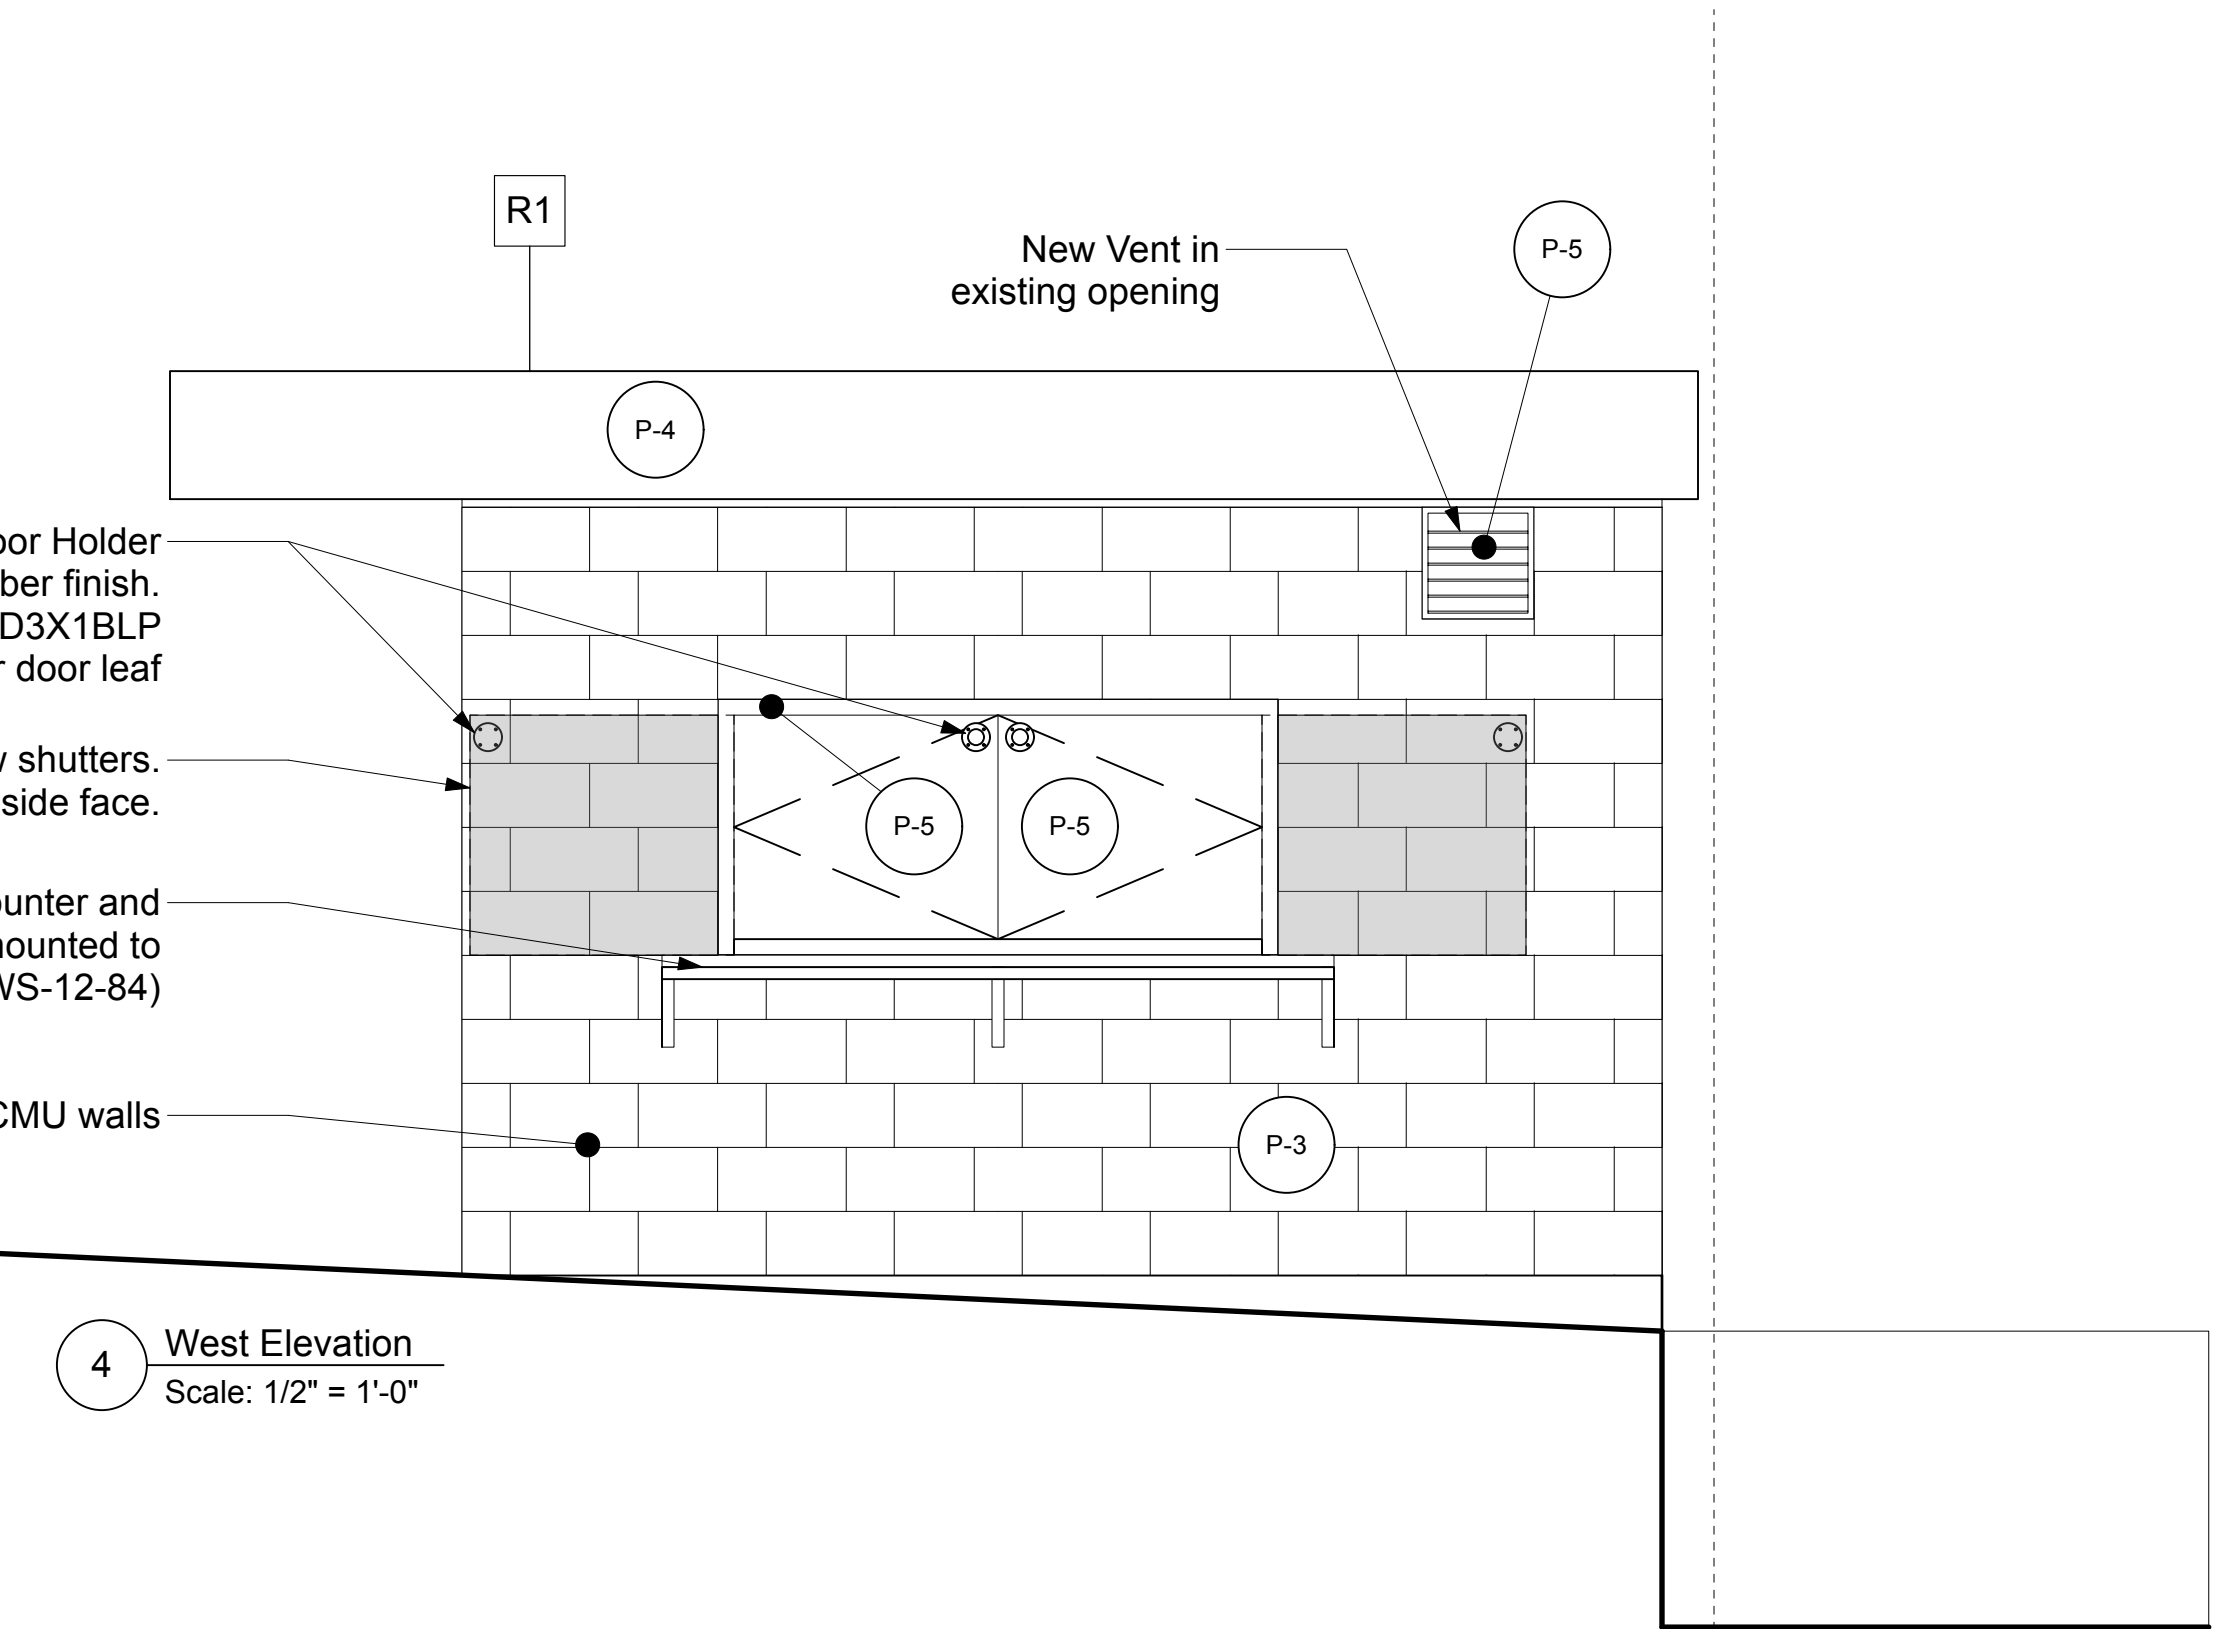 R1
New Vent in
existing opening
P-5
P-4
oor Holder
ber finish.
D3X1BLP
r door leaf
shutters.
side face.
P-5
P-5
ounter and
mounted to
WS-12-84)
CMU walls
P-3
4
West Elevation
Scale: 1/2" = 1'-0"